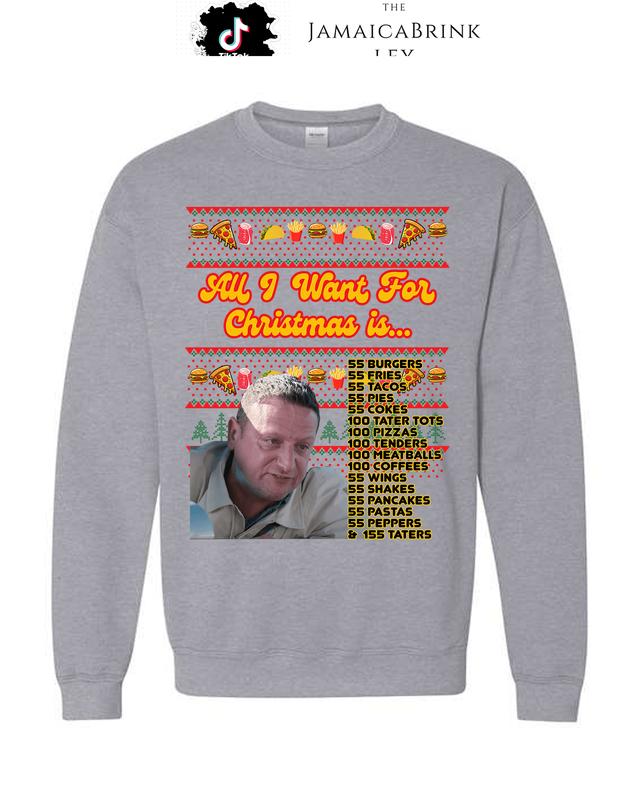 TikTok
THE
JAMAICABRINK
LEX
All I Want For
Christmas is...
55 BURGERS
55 FRIES
55 TACOS
55 PIES
55 COKES
100 TATER TOTS
100 PIZZAS
100 TENDERS
100 MEATBALLS
100 COFFEES
55 WINGS
55 SHAKES
55 PANCAKES
55 PASTAS
55 PEPPERS
& 155 TATERS